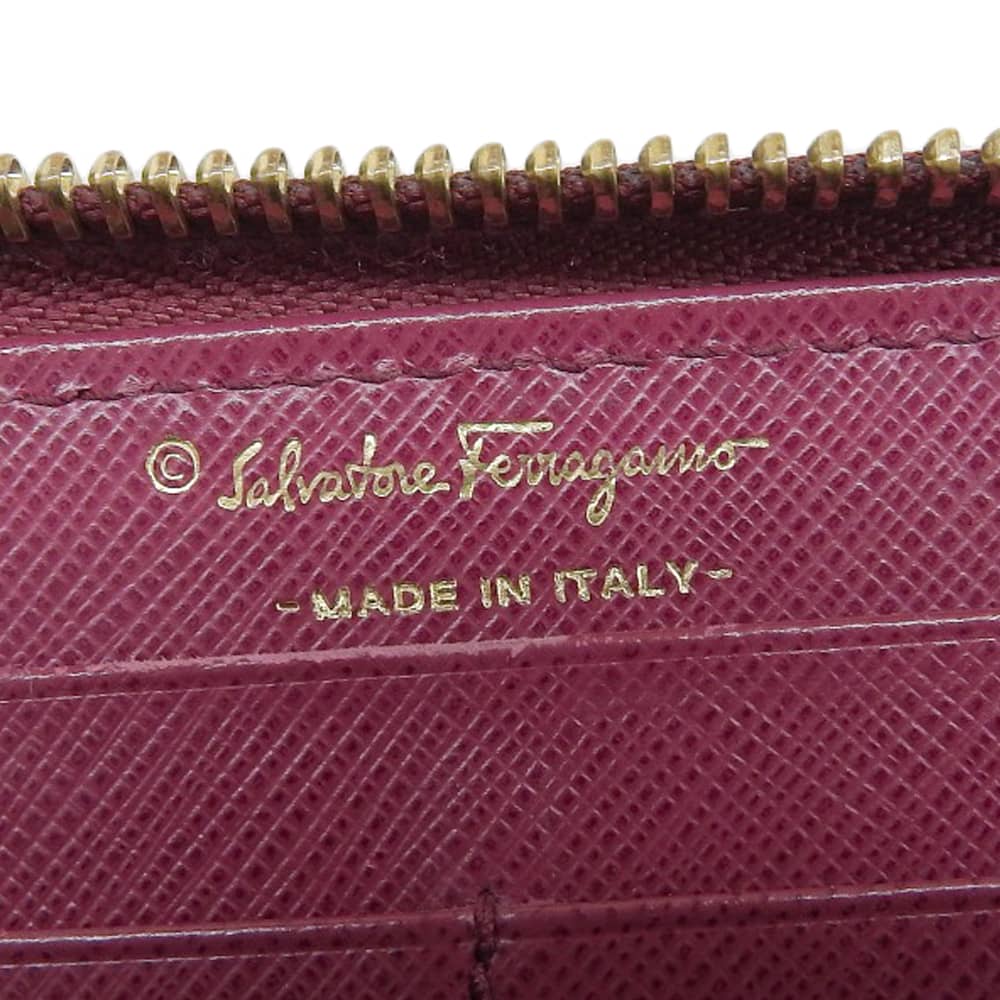 © Salvatore Ferragamo
-MADE IN ITALY-